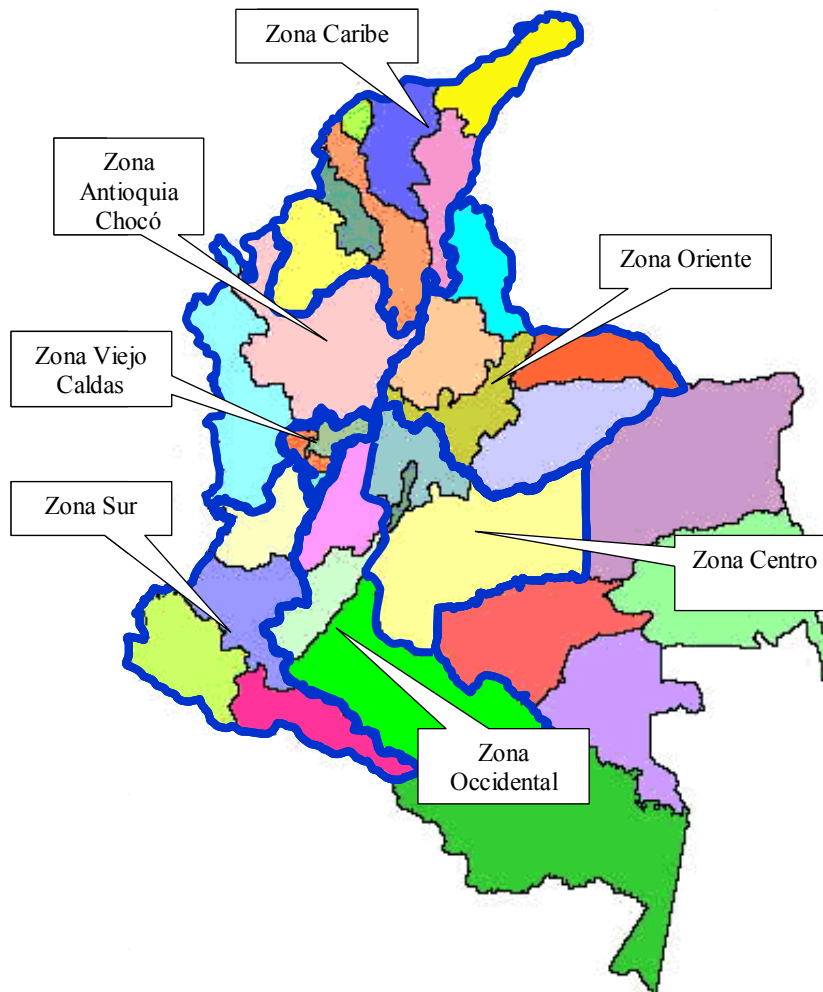 Zona Caribe
Zona
Antioquia
Chocó
Zona Oriente
Zona Viejo
Caldas
Zona Sur
Zona Centro
Zona
Occidental